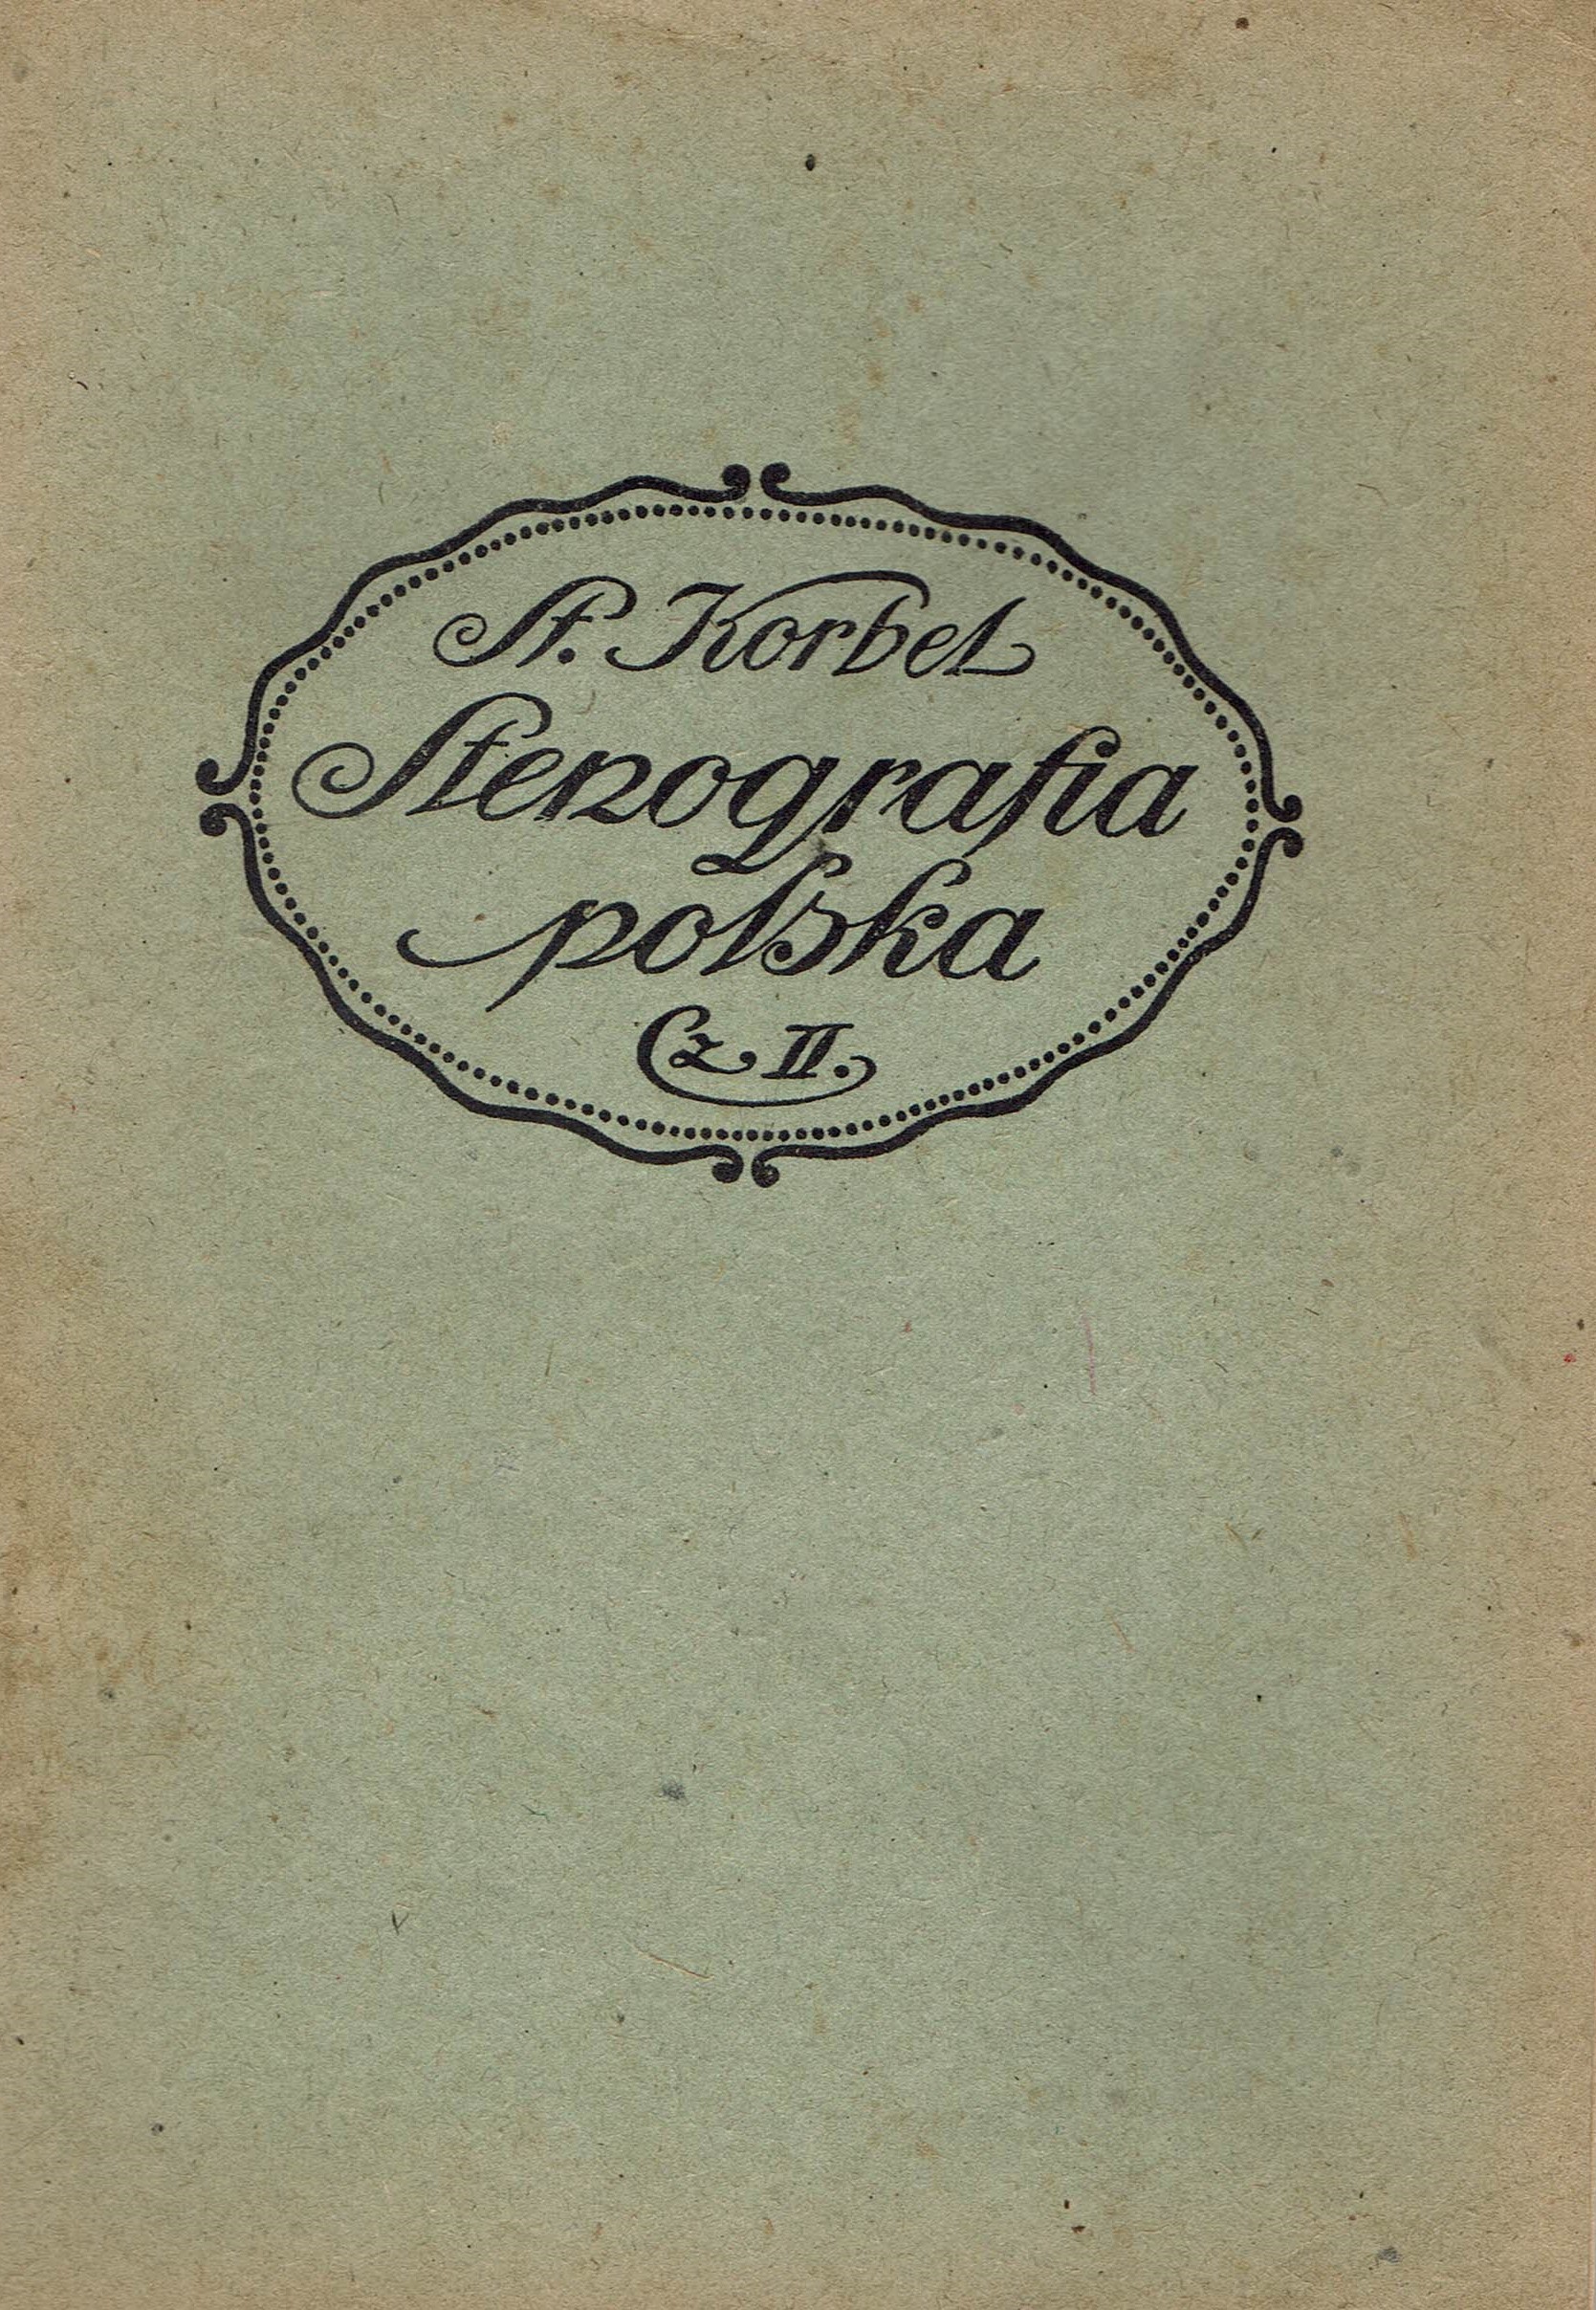 St. Korbel
Stenografia
polska
Cz II.